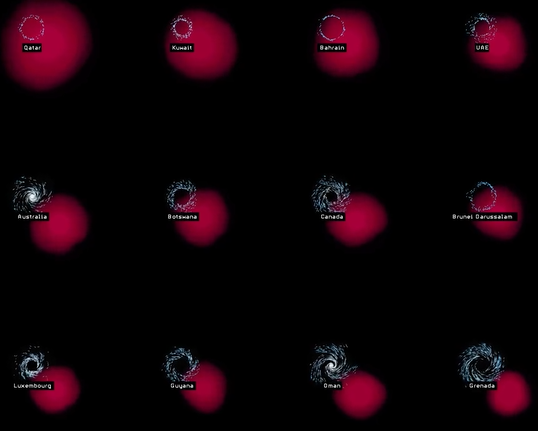 Qatar
Kuwait
Bahrain
UAE
Australia
Botswana
Canada
Brunei Darussalam
Luxembourg
Guyana
Oman
Grenada